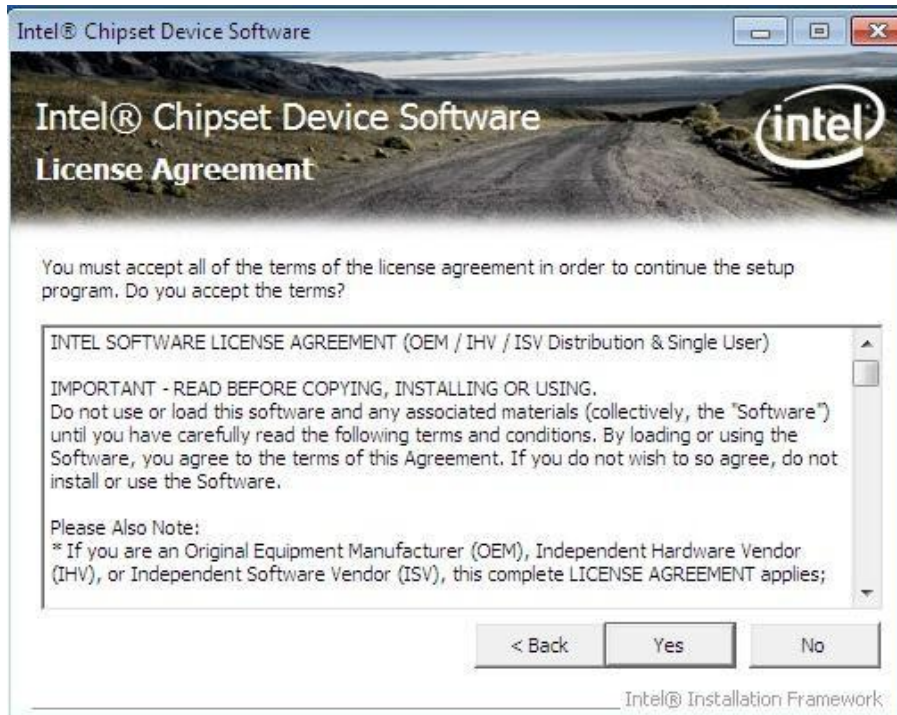 Intel® Chipset Device Software
Intel® Chipset Device Software
intel
License Agreement
You must accept all of the terms of the license agreement in order to continue the setup
program. Do you accept the terms?
INTEL SOFTWARE LICENSE AGREEMENT (OEM / IHV / ISV Distribution & Single User)
IMPORTANT - READ BEFORE COPYING, INSTALLING OR USING.
Do not use or load this software and any associated materials (collectively, the "Software")
until you have carefully read the following terms and conditions. By loading or using the
Software, you agree to the terms of this Agreement. If you do not wish to so agree, do not
install or use the Software.
Please Also Note:
* If you are an Original Equipment Manufacturer (OEM), Independent Hardware Vendor
(IHV), or Independent Software Vendor (ISV), this complete LICENSE AGREEMENT applies;
< Back Yes No
Intel® Installation Framework